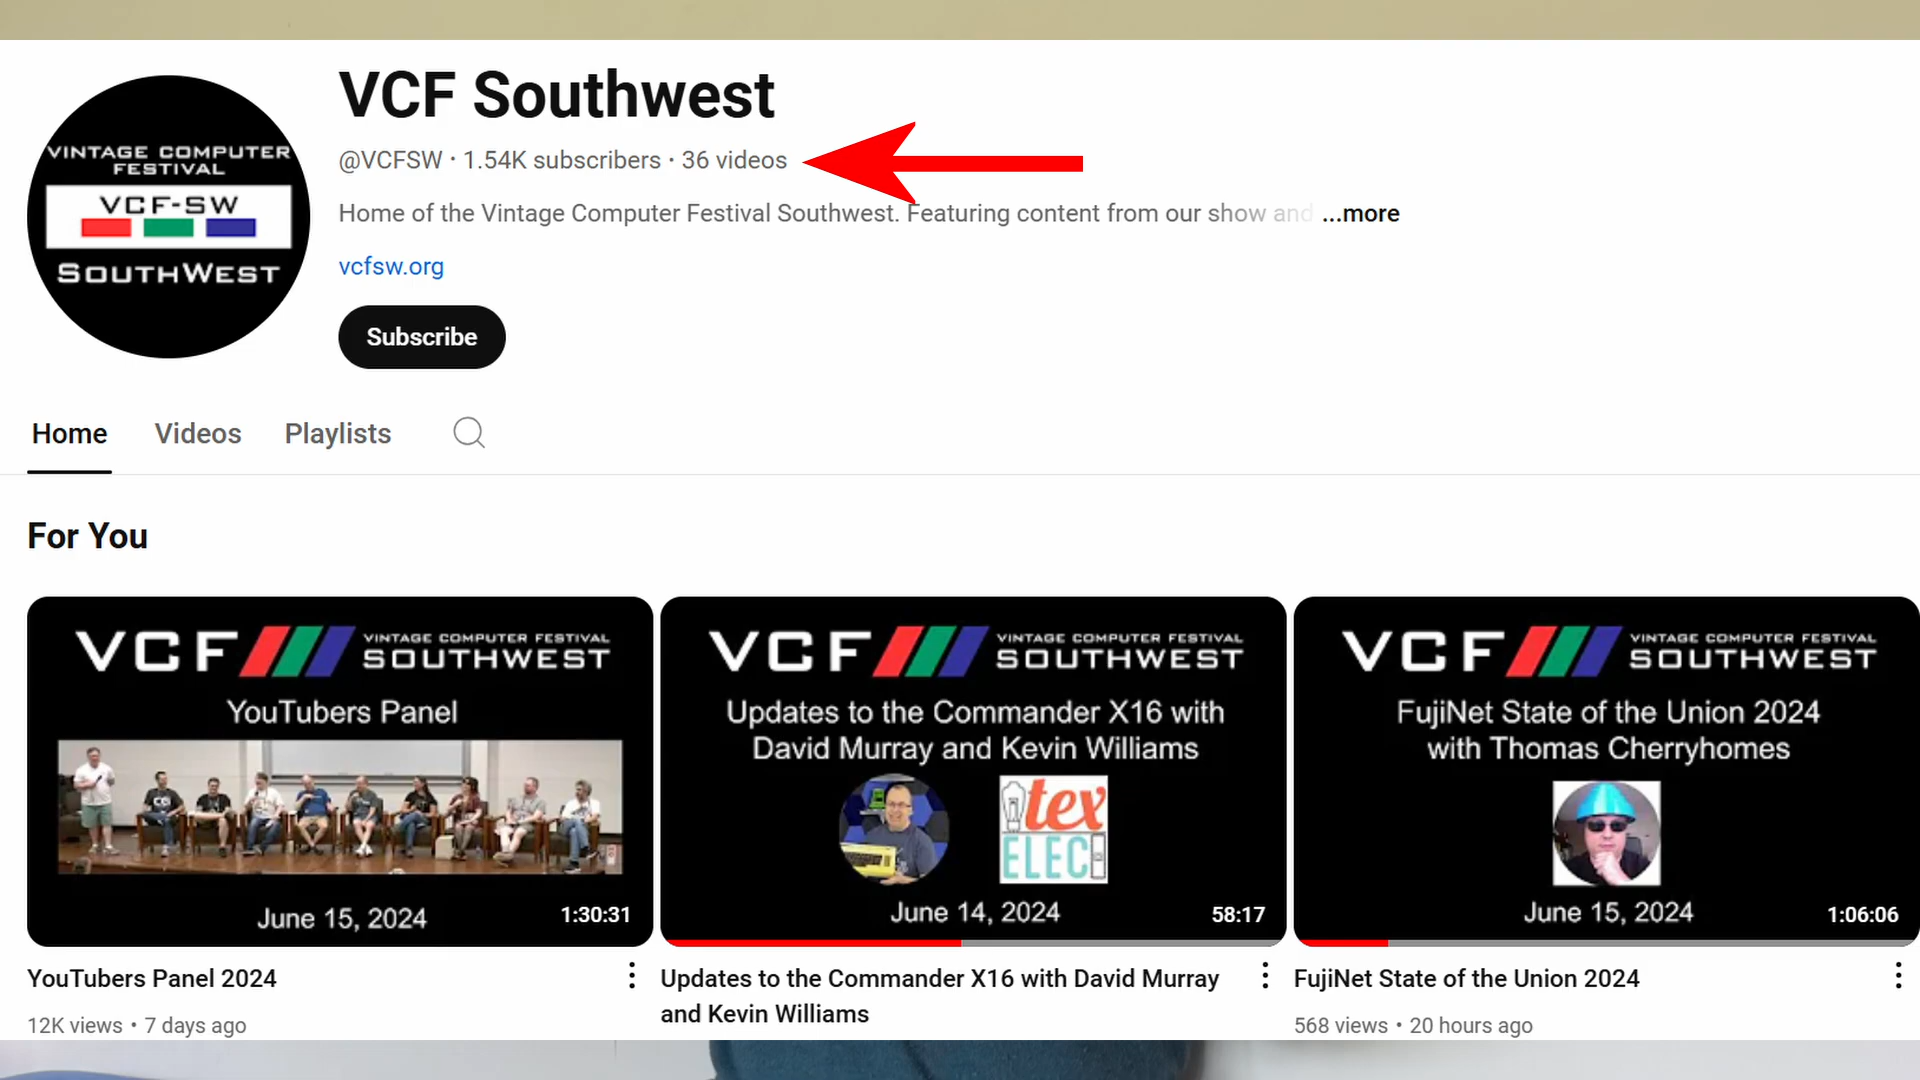 VINTAGE COMPUTER
FESTIVAL
VCF-SW
SOUTHWEST
VCF Southwest
@VCFSW · 1.54K subscribers · 36 videos
Home of the Vintage Computer Festival Southwest. Featuring content from our show and ...more
vcfsw.org
Subscribe
Home Videos Playlists
For You
VCF VINTAGE COMPUTER FESTIVAL
SOUTHWEST
YouTubers Panel
June 15, 2024
1:30:31
YouTubers Panel 2024
12K views • 7 days ago
VCF VINTAGE COMPUTER FESTIVAL
SOUTHWEST
Updates to the Commander X16 with
David Murray and Kevin Williams
tex
ELEC
June 14, 2024
58:17
Updates to the Commander X16 with David Murray
and Kevin Williams
VCF VINTAGE COMPUTER FESTIVAL
SOUTHWEST
FujiNet State of the Union 2024
with Thomas Cherryhomes
June 15, 2024
1:06:06
FujiNet State of the Union 2024
568 views • 20 hours ago